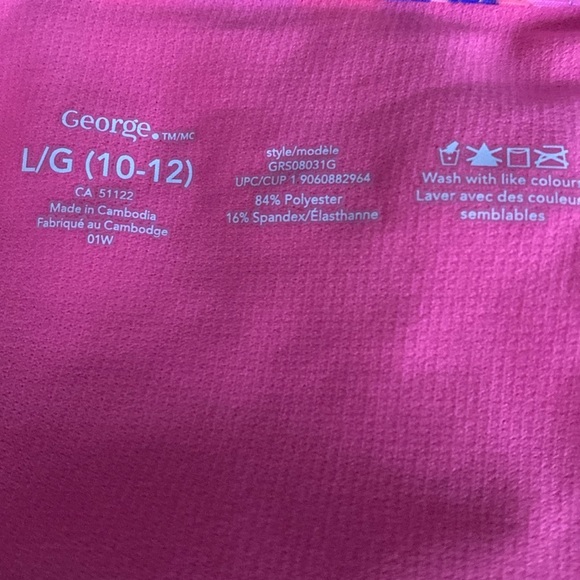 George. TM/MC
L/G (10-12)
CA 51122
Made in Cambodia
Fabriqué au Cambodge
01W
style/modèle
GRS08031G
UPC/CUP 1 9060882964
84% Polyester
16% Spandex/Élasthanne
Wash with like colour
Laver avec des couleur
semblables